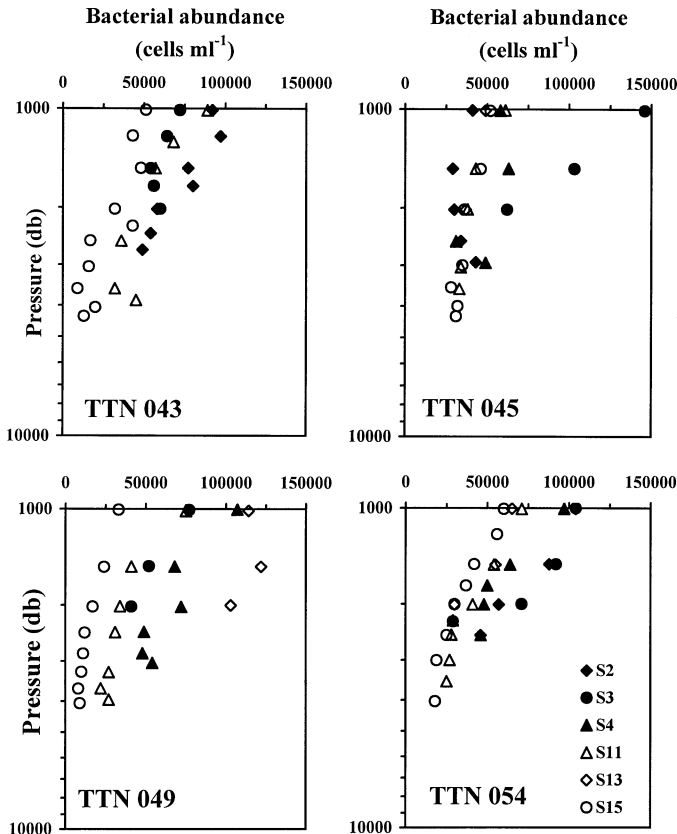 Bacterial abundance
(cells ml⁻¹)
0 50000 100000 150000
1000
Pressure (db)
TTN 043
10000
Bacterial abundance
(cells ml⁻¹)
0 50000 100000 150000
1000
TTN 045
10000
0 50000 100000 150000
1000
Pressure (db)
TTN 049
10000
0 50000 100000 150000
1000
S2
S3
S4
S11
S13
S15
TTN 054
10000